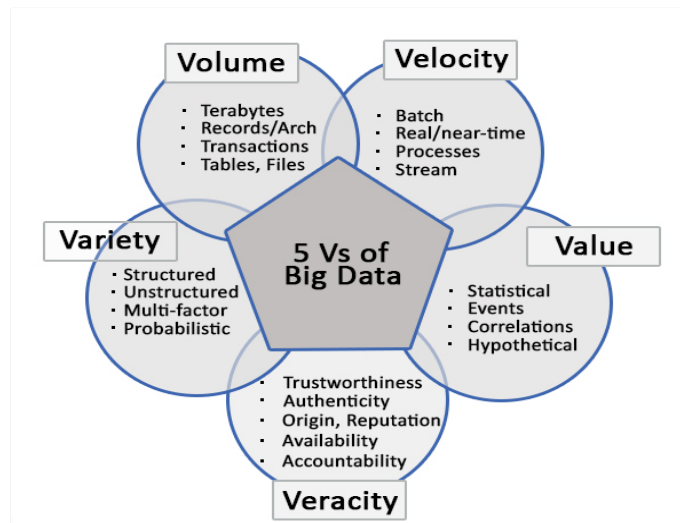 Volume
· Terabytes
· Records/Arch
· Transactions
· Tables, Files
Velocity
· Batch
· Real/near-time
· Processes
· Stream
Variety
· Structured
· Unstructured
· Multi-factor
· Probabilistic
5 Vs of
Big Data
Value
· Statistical
· Events
· Correlations
· Hypothetical
· Trustworthiness
· Authenticity
· Origin, Reputation
· Availability
· Accountability
Veracity